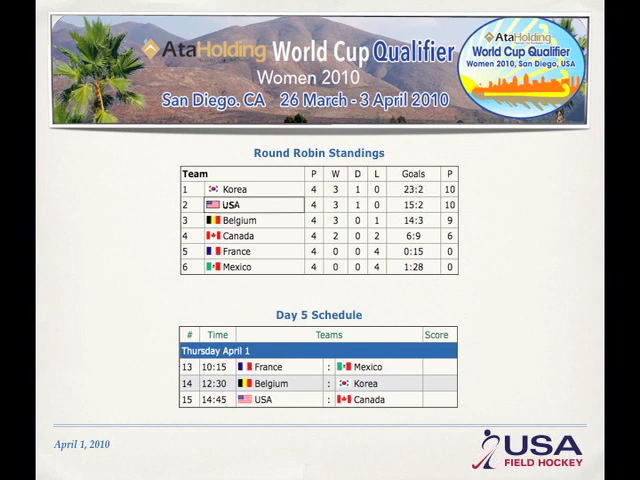 AtaHolding World Cup Qualifier
Women 2010
San Diego. CA 26 March - 3 April 2010
AtaHolding
World Cup Qualifier
Women 2010, San Diego, USA
Round Robin Standings
Team P W D L Goals P
1 Korea 4 3 1 0 23:2 10
2 USA 4 3 1 0 15:2 10
3 Belgium 4 3 0 1 14:3 9
4 Canada 4 2 0 2 6:9 6
5 France 4 0 0 4 0:15 0
6 Mexico 4 0 0 4 1:28 0
Day 5 Schedule
# Time Teams Score
Thursday April 1
13 10:15 France : Mexico
14 12:30 Belgium : Korea
15 14:45 USA : Canada
April 1, 2010
USA
FIELD HOCKEY